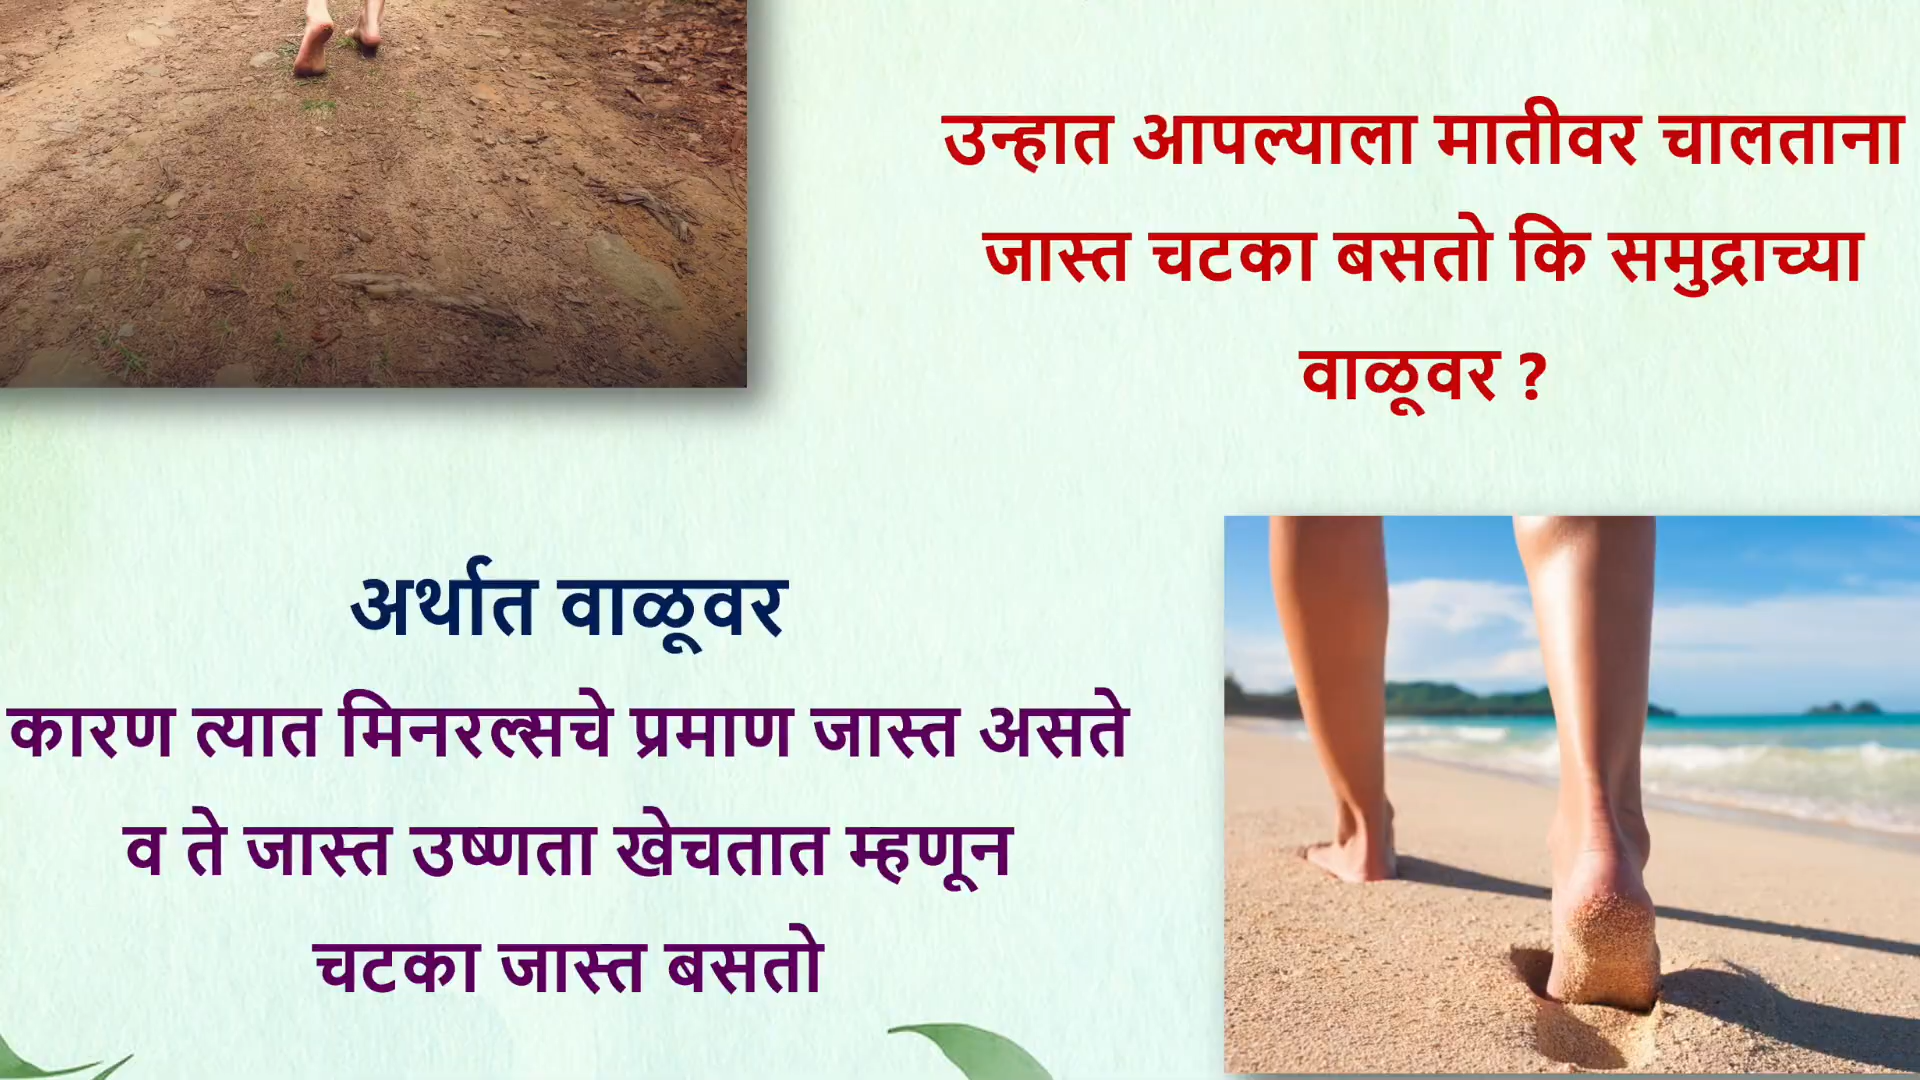 उन्हात आपल्याला मातीवर चालताना
जास्त चटका बसतो कि समुद्राच्या
वाळूवर ?
अर्थात वाळूवर
कारण त्यात मिनरल्सचे प्रमाण जास्त असते
व ते जास्त उष्णता खेचतात म्हणून
चटका जास्त बसतो